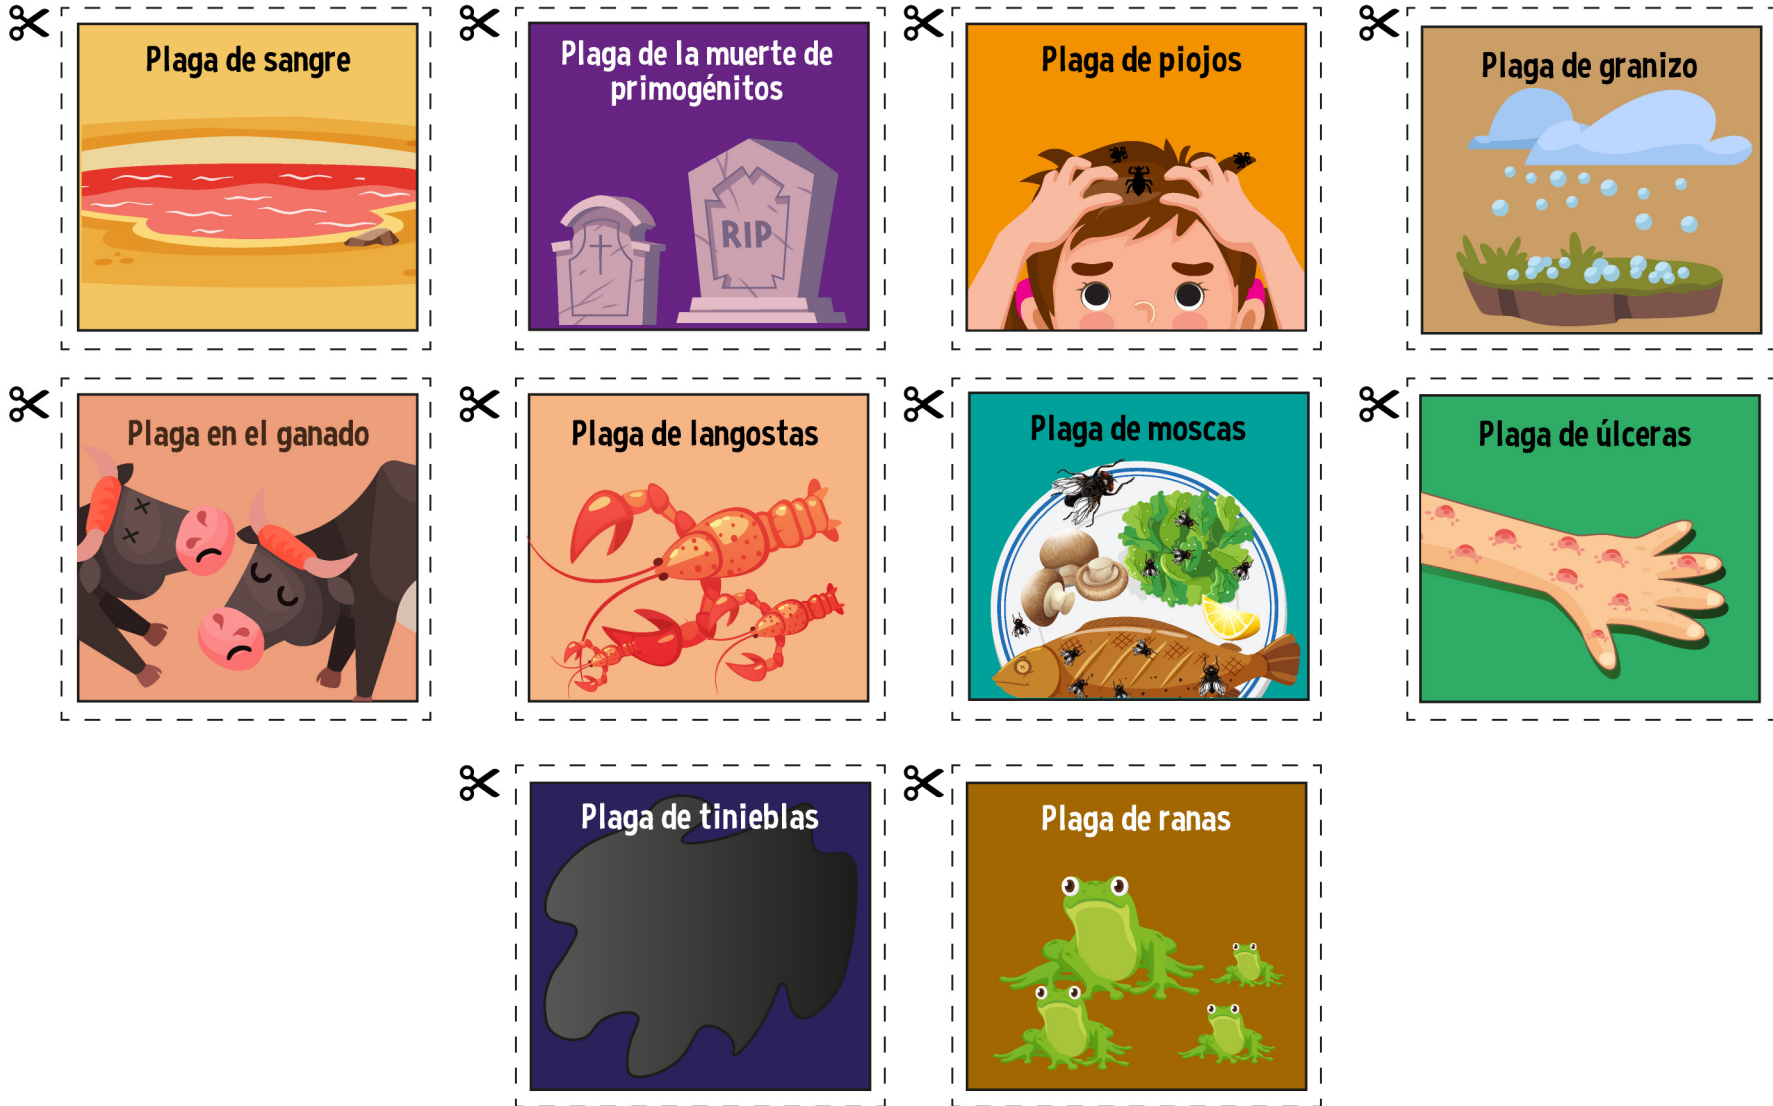 Plaga de sangre
Plaga de la muerte de
primogénitos
RIP
Plaga de piojos
Plaga de granizo
Plaga en el ganado
Plaga de langostas
Plaga de moscas
Plaga de úlceras
Plaga de tinieblas
Plaga de ranas